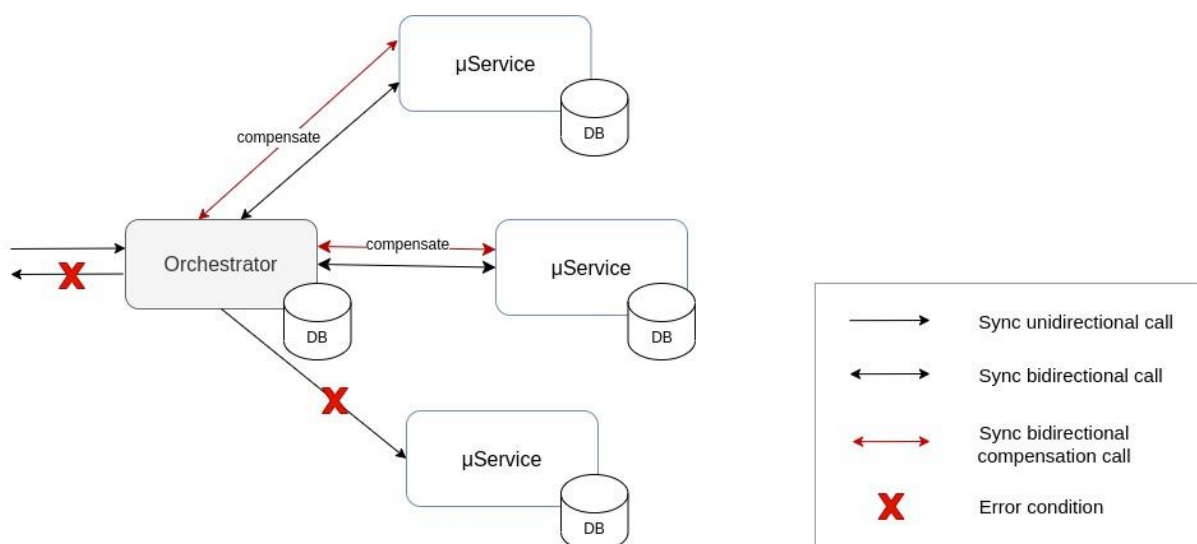 µService
DB
compensate
Orchestrator
DB
compensate
µService
DB
µService
DB
Sync unidirectional call
Sync bidirectional call
Sync bidirectional
compensation call
Error condition